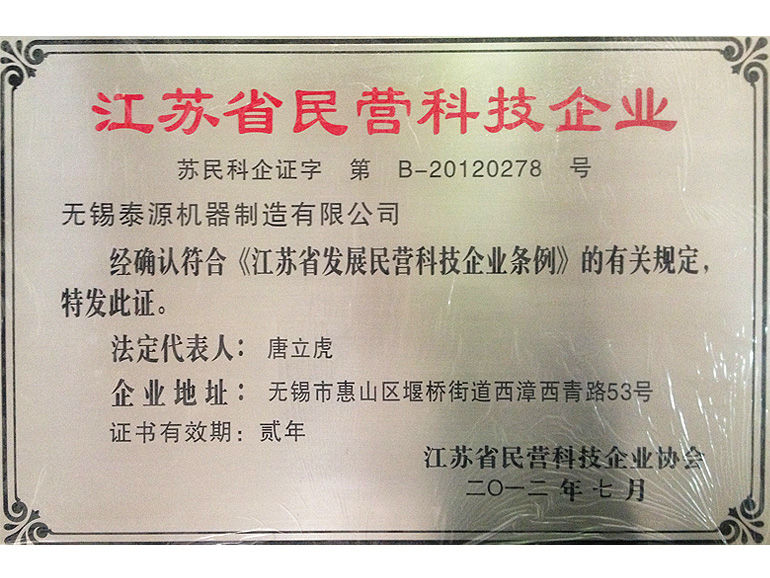 江苏省民营科技企业
苏民科企证字 第 B-20120278 号
无锡泰源机器制造有限公司
经确认符合《江苏省发展民营科技企业条例》的有关规定，
特发此证。
法定代表人：唐立虎
企业地址：无锡市惠山区堰桥街道西漳西青路53号
证书有效期：贰年
江苏省民营科技企业协会
二〇一二年七月